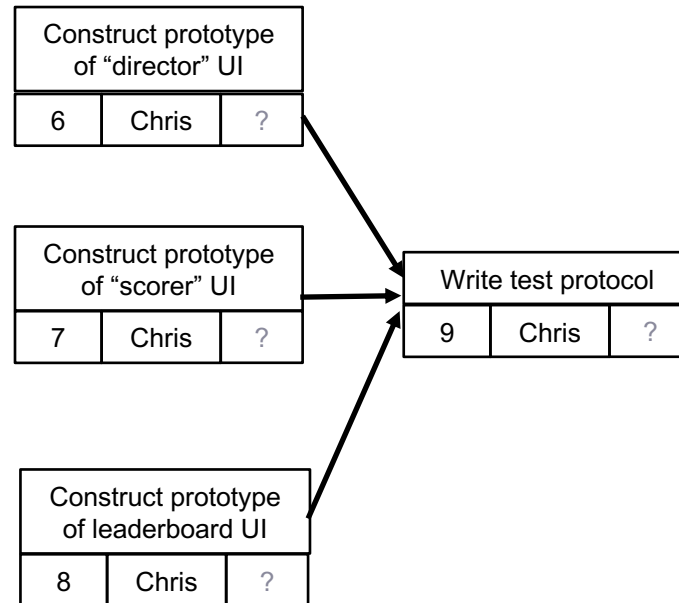 Construct prototype
of “director” UI
6 Chris ?
Construct prototype
of “scorer” UI
7 Chris ?
Write test protocol
9 Chris ?
Construct prototype
of leaderboard UI
8 Chris ?